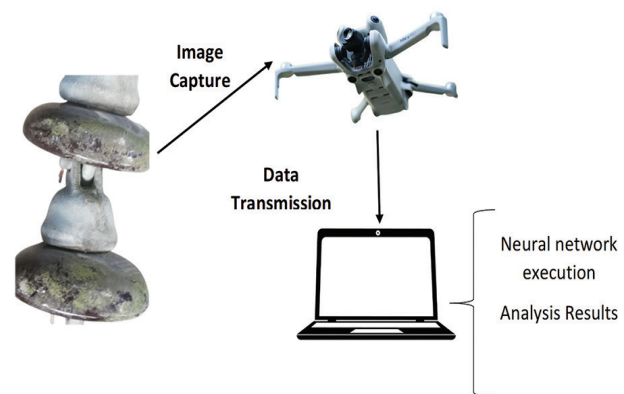 Image
Capture
Data
Transmission
Neural network
execution
Analysis Results